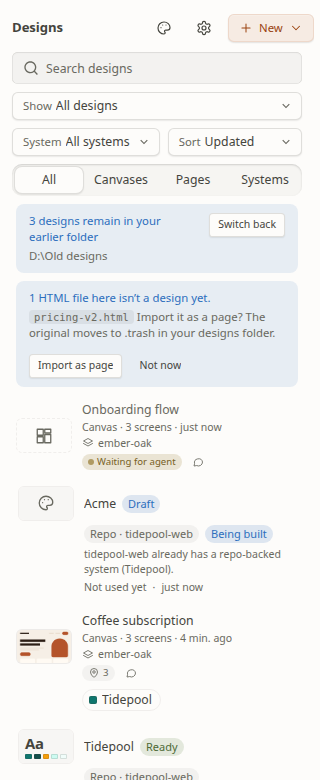 Designs
New
Search designs
Show All designs
System All systems
Sort Updated
All
Canvases
Pages
Systems
3 designs remain in your
earlier folder
D:\Old designs
Switch back
1 HTML file here isn't a design yet.
pricing-v2.html Import it as a page? The
original moves to .trash in your designs folder.
Import as page
Not now
Onboarding flow
Canvas · 3 screens · just now
ember-oak
Waiting for agent
Acme Draft
Repo · tidepool-web Being built
tidepool-web already has a repo-backed
system (Tidepool).
Not used yet · just now
Coffee subscription
Canvas · 3 screens · 4 min. ago
ember-oak
3
Tidepool
Aa
Tidepool Ready
Repo · tidepool-web